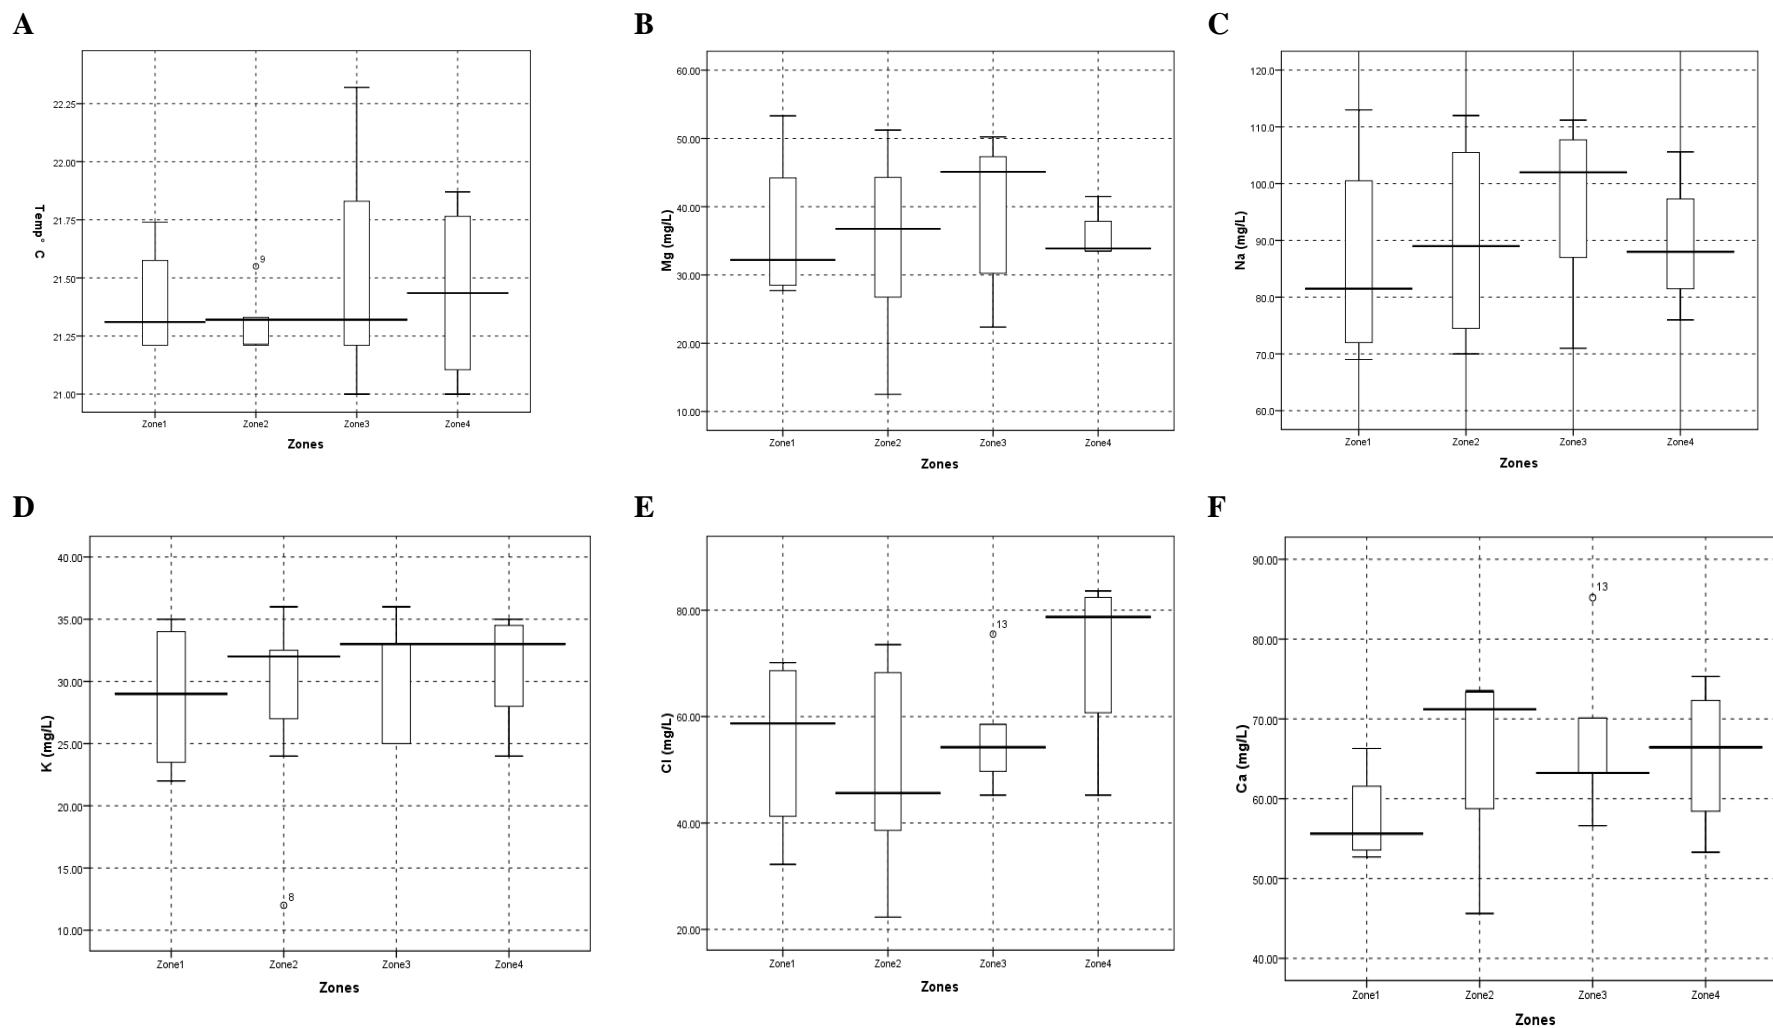 A
Temp° C
22.25
22.00
21.75
21.50
21.25
21.00
9
Zone1 Zone2 Zone3 Zone4
Zones
B
Mg (mg/L)
60.00
50.00
40.00
30.00
20.00
10.00
Zone1 Zone2 Zone3 Zone4
Zones
C
Na (mg/L)
120.0
110.0
100.0
90.0
80.0
70.0
60.0
Zone1 Zone2 Zone3 Zone4
Zones
D
K (mg/L)
40.00
35.00
30.00
25.00
20.00
15.00
10.00
8
Zone1 Zone2 Zone3 Zone4
Zones
E
Cl (mg/L)
80.00
60.00
40.00
20.00
13
Zone1 Zone2 Zone3 Zone4
Zones
F
Ca (mg/L)
90.00
80.00
70.00
60.00
50.00
40.00
13
Zone1 Zone2 Zone3 Zone4
Zones